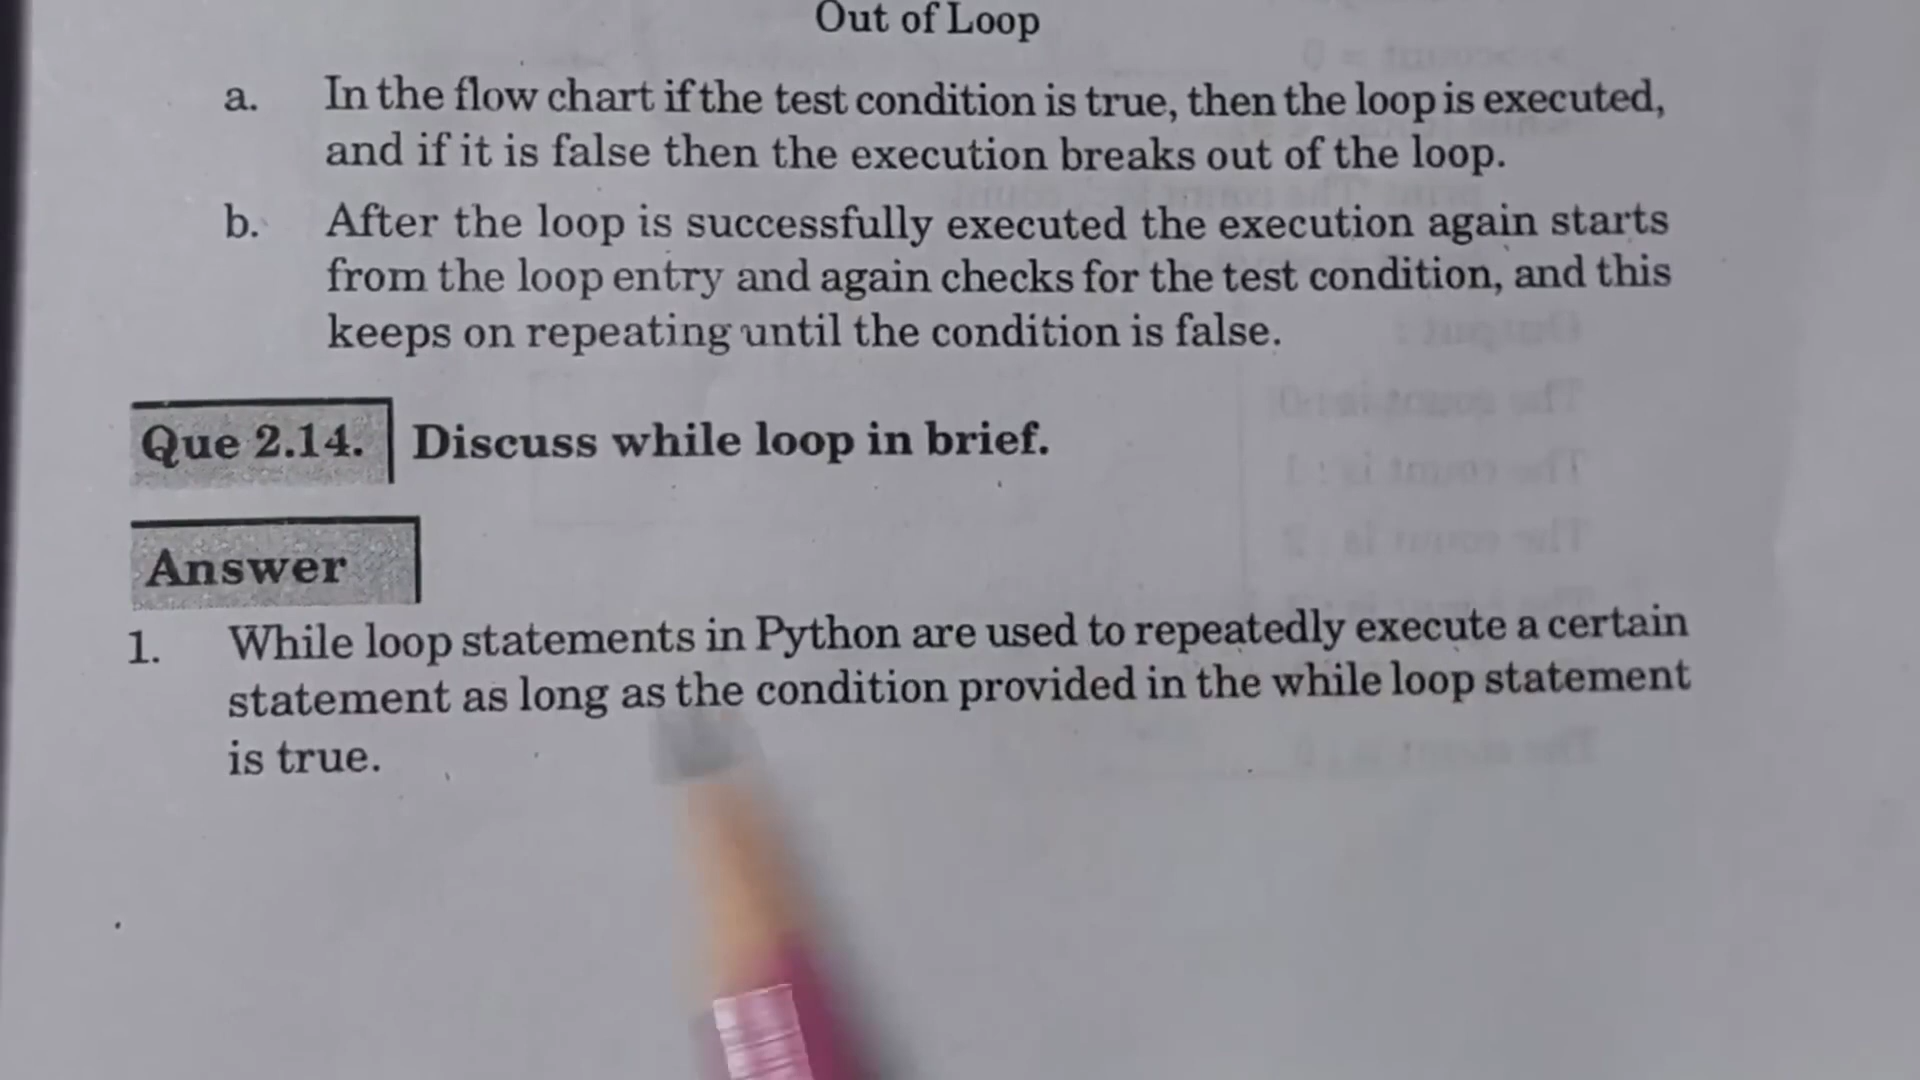 Out of Loop
a. In the flow chart if the test condition is true, then the loop is executed,
and if it is false then the execution breaks out of the loop.
b. After the loop is successfully executed the execution again starts
from the loop entry and again checks for the test condition, and this
keeps on repeating until the condition is false.
Que 2.14. Discuss while loop in brief.
Answer
1. While loop statements in Python are used to repeatedly execute a certain
statement as long as the condition provided in the while loop statement
is true.